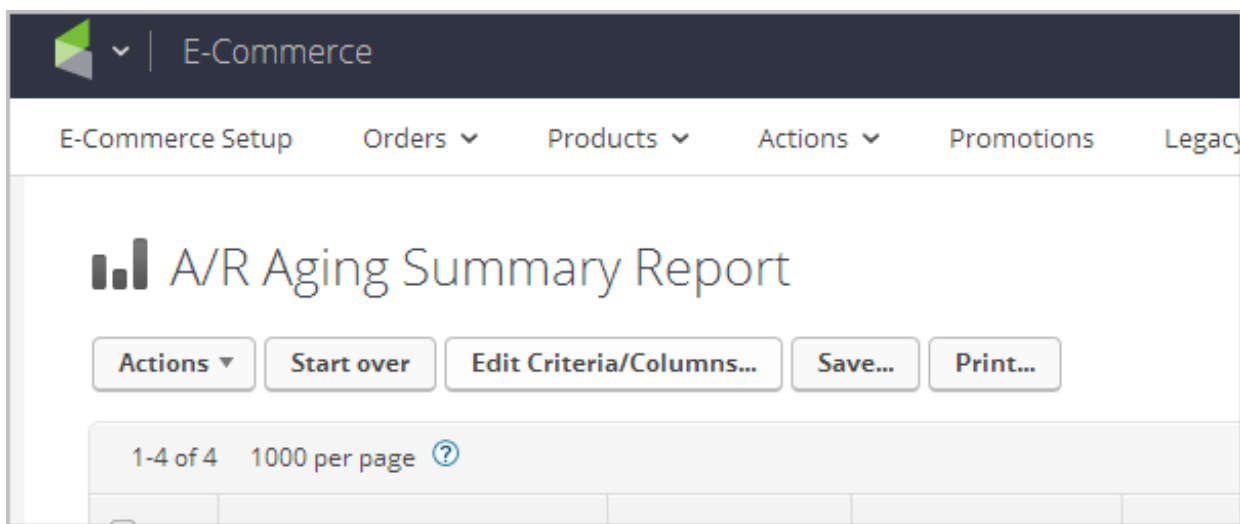 E-Commerce
E-Commerce Setup Orders Products Actions Promotions Legacy
A/R Aging Summary Report
Actions Start over Edit Criteria/Columns... Save... Print...
1-4 of 4 1000 per page ?